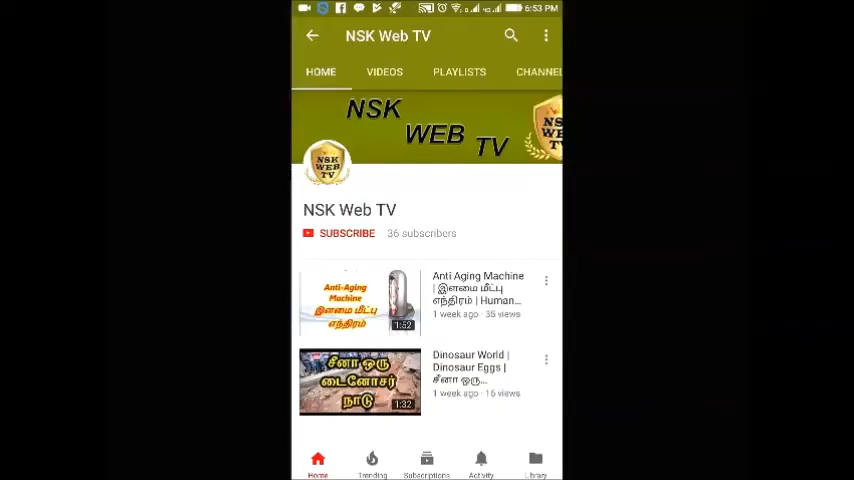 6:53 PM
NSK Web TV
HOME VIDEOS PLAYLISTS CHANNEL
NSK
WEB
TV
NSK
WEB
TV
NSK Web TV
SUBSCRIBE 36 subscribers
Anti-Aging
Machine
இளமை மீட்பு
எந்திரம்
1:52
Anti Aging Machine
| இளமை மீட்பு
எந்திரம் | Human...
1 week ago · 35 views
சீனா ஒரு
டைனோசர்
நாடு
1:32
Dinosaur World |
Dinosaur Eggs |
சீனா ஒரு...
1 week ago · 16 views
Home Trending Subscriptions Activity Library